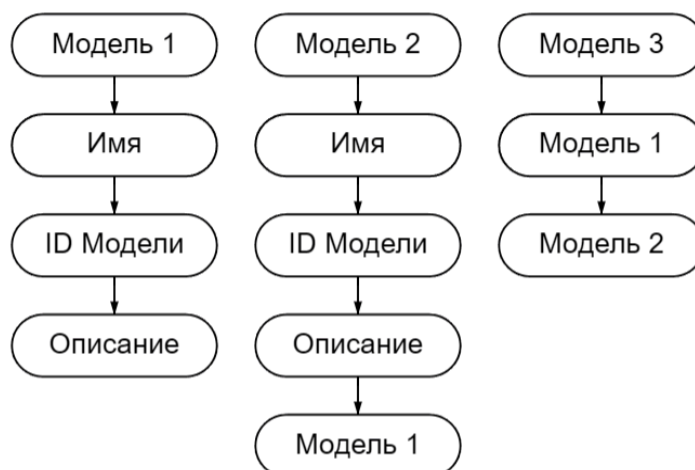 Модель 1
Имя
ID Модели
Описание
Модель 2
Имя
ID Модели
Описание
Модель 1
Модель 3
Модель 1
Модель 2